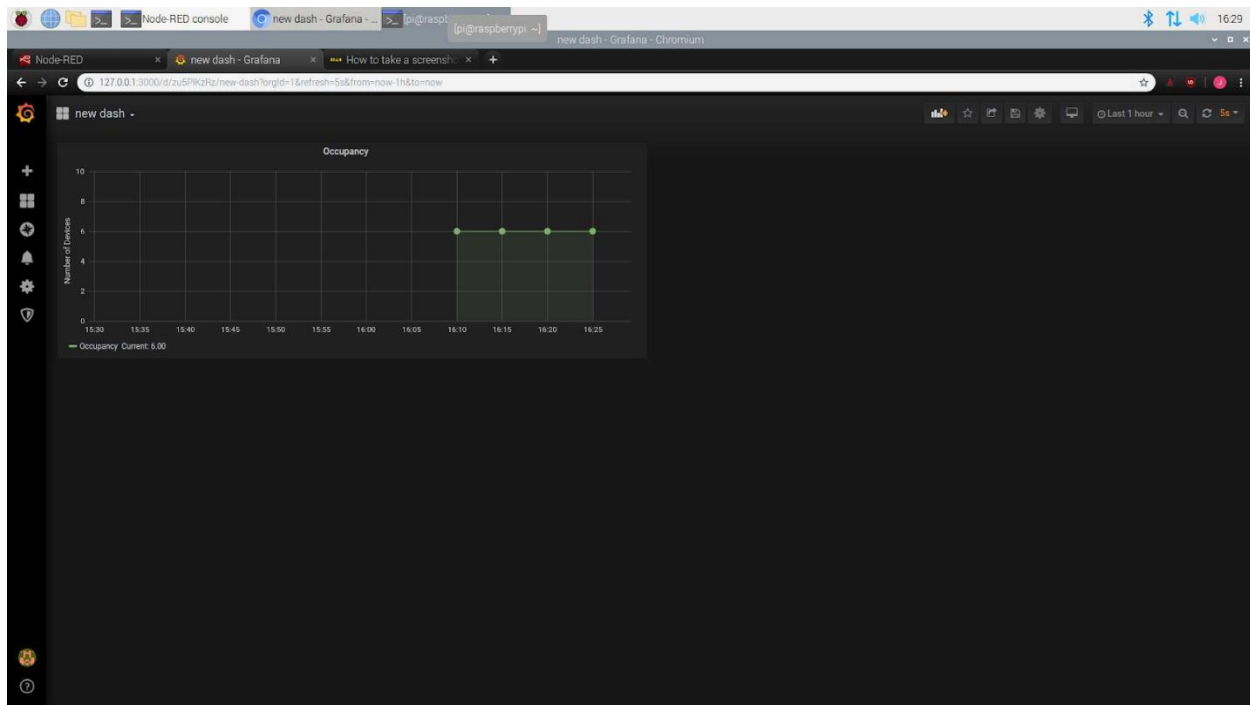 Node-RED console
new dash - Grafana - ...
[pi@raspberrypi: ~]
16:29
new dash - Grafana - Chromium
Node-RED
new dash - Grafana
How to take a screensho
127.0.0.1:3000/d/zu5PlKzRz/new-dash?orgId=1&refresh=5s&from=now-1h&to=now
new dash
Last 1 hour
5s
Occupancy
Number of Devices
10
8
6
4
2
0
15:30 15:35 15:40 15:45 15:50 15:55 16:00 16:05 16:10 16:15 16:20 16:25
Occupancy Current: 6.00